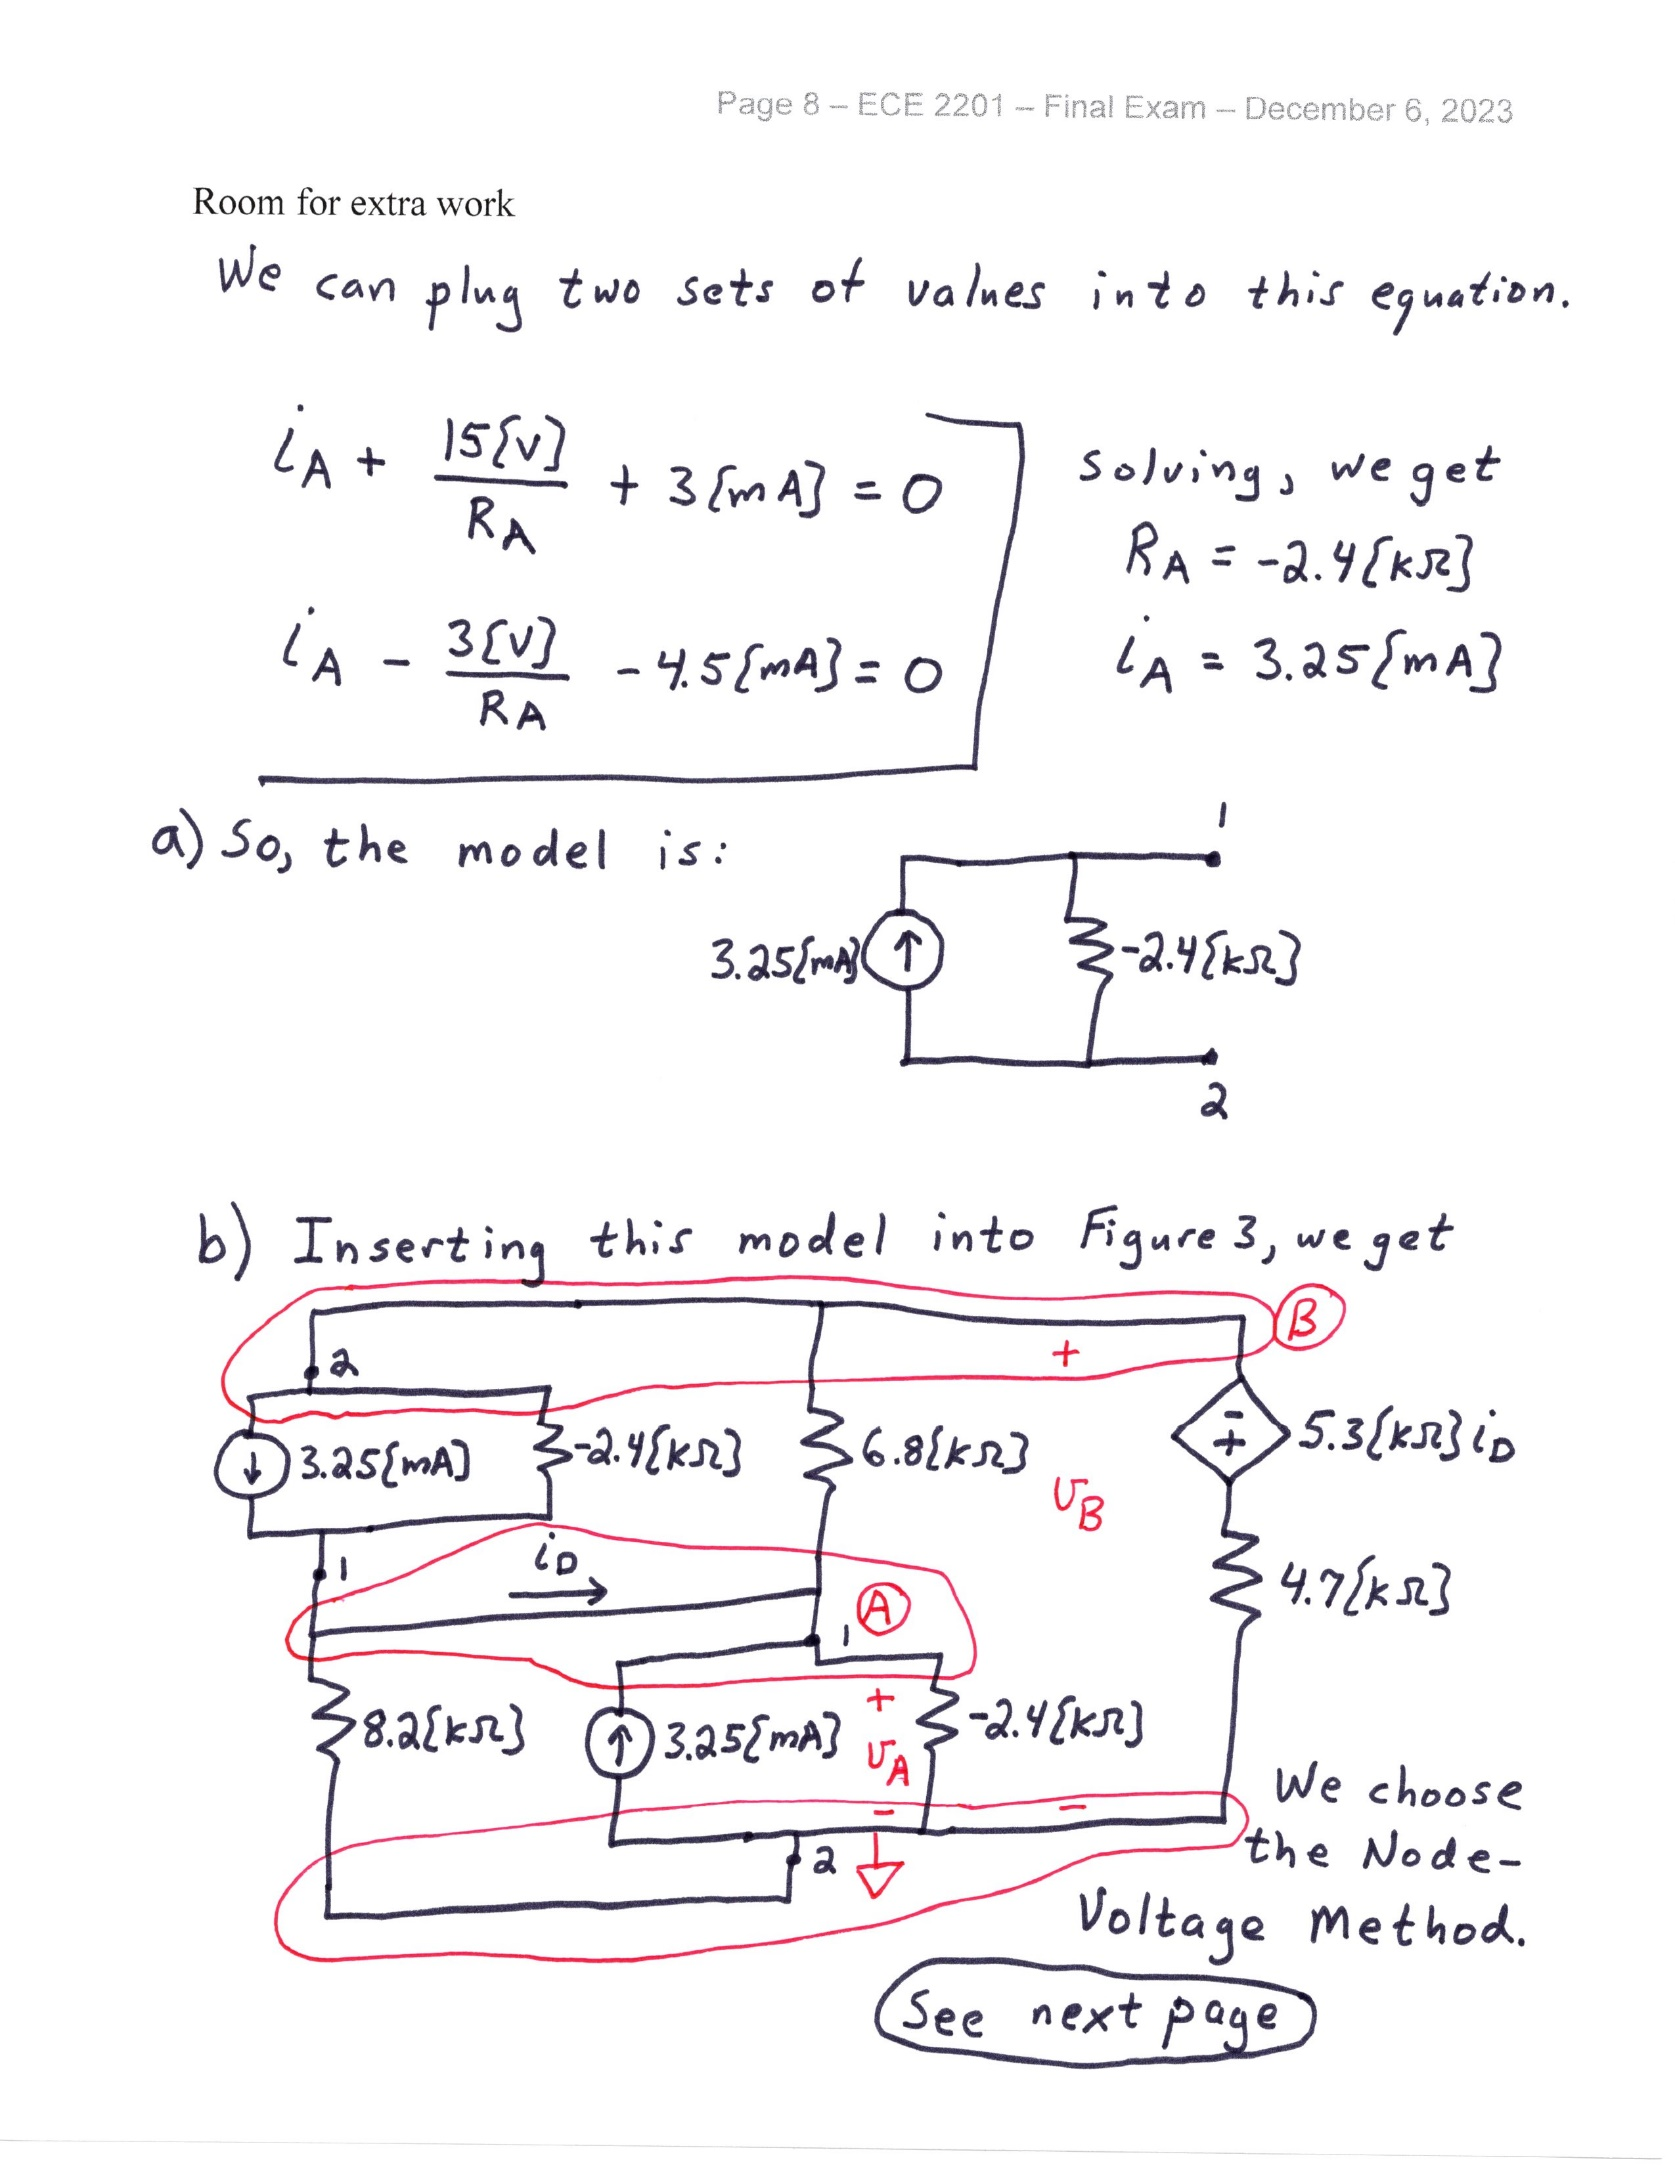 Page 8 – ECE 2201 – Final Exam – December 6, 2023
Room for extra work
We can plug two sets of values into this equation.
iA + 15[V]/RA + 3[mA] = 0
iA - 3[V]/RA - 4.5[mA] = 0
solving, we get
RA = -2.4[kΩ]
iA = 3.25[mA]
a) So, the model is:
1
3.25[mA]
-2.4[kΩ]
2
b) Inserting this model into Figure 3, we get
B
2
+
3.25[mA]
-2.4[kΩ]
6.8[kΩ]
- +
5.3[kΩ]iD
vB
1
iD
4.7[kΩ]
A
1
8.2[kΩ]
3.25[mA]
+
vA
-
-2.4[kΩ]
-
2
We choose
the Node-
Voltage Method.
See next page